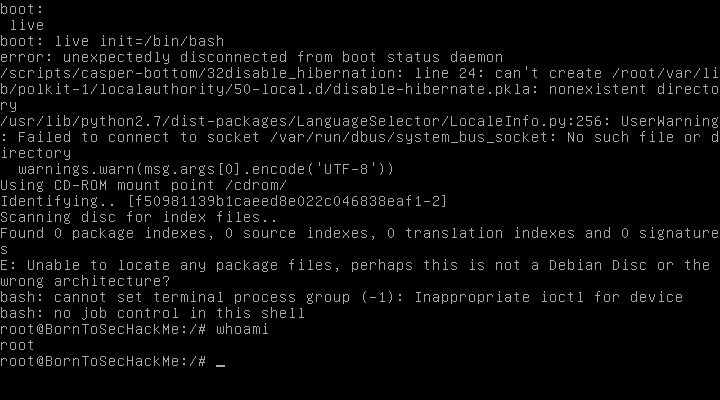 boot:
 live
boot: live init=/bin/bash
error: unexpectedly disconnected from boot status daemon
/scripts/casper-bottom/32disable_hibernation: line 24: can't create /root/var/li
b/polkit-1/localauthority/50-local.d/disable-hibernate.pkla: nonexistent directo
ry
/usr/lib/python2.7/dist-packages/LanguageSelector/LocaleInfo.py:256: UserWarning
: Failed to connect to socket /var/run/dbus/system_bus_socket: No such file or d
irectory
  warnings.warn(msg.args[0].encode('UTF-8'))
Using CD-ROM mount point /cdrom/
Identifying.. [f50981139b1caeed8e022c046838eaf1-2]
Scanning disc for index files..
Found 0 package indexes, 0 source indexes, 0 translation indexes and 0 signature
s
E: Unable to locate any package files, perhaps this is not a Debian Disc or the
wrong architecture?
bash: cannot set terminal process group (-1): Inappropriate ioctl for device
bash: no job control in this shell
root@BornToSecHackMe:/# whoami
root
root@BornToSecHackMe:/# _